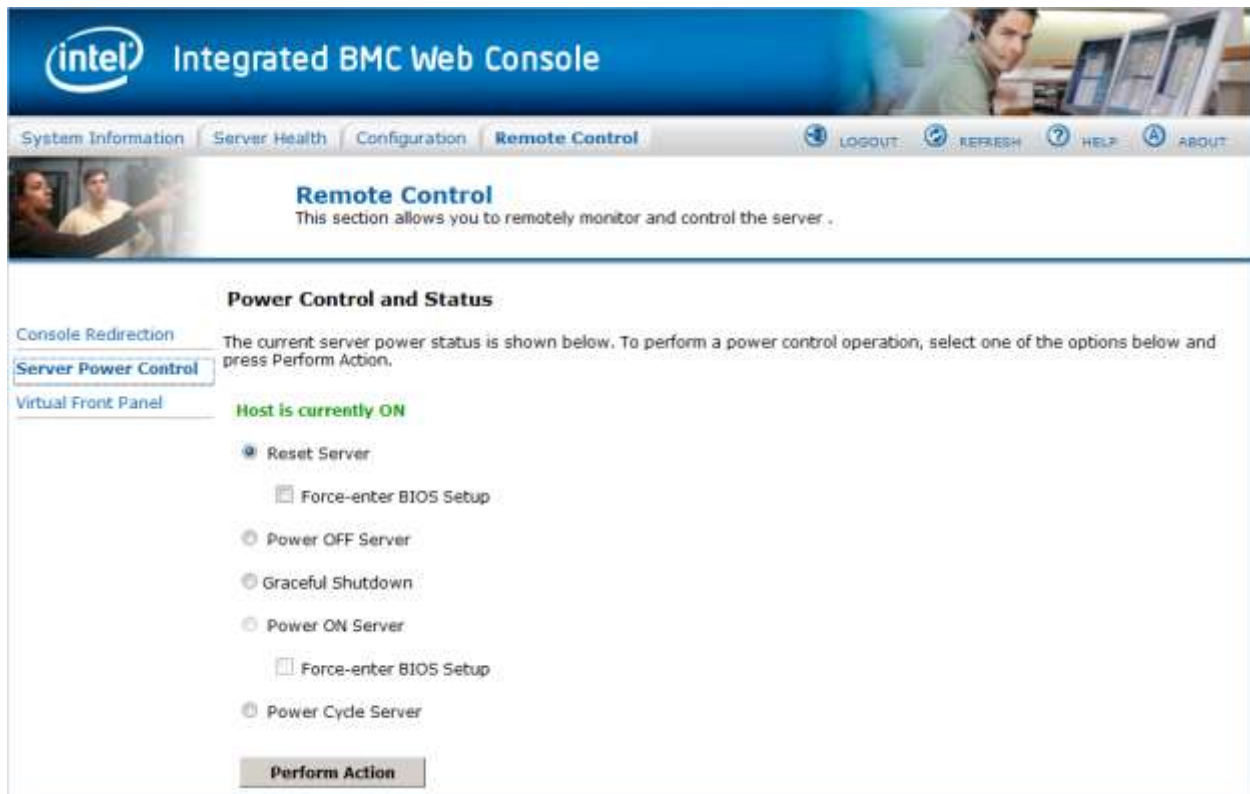 intel® Integrated BMC Web Console
System Information Server Health Configuration Remote Control LOGOUT REFRESH HELP ABOUT
Remote Control
This section allows you to remotely monitor and control the server .
Console Redirection
Server Power Control
Virtual Front Panel
Power Control and Status
The current server power status is shown below. To perform a power control operation, select one of the options below and
press Perform Action.
Host is currently ON
Reset Server
Force-enter BIOS Setup
Power OFF Server
Graceful Shutdown
Power ON Server
Force-enter BIOS Setup
Power Cycle Server
Perform Action